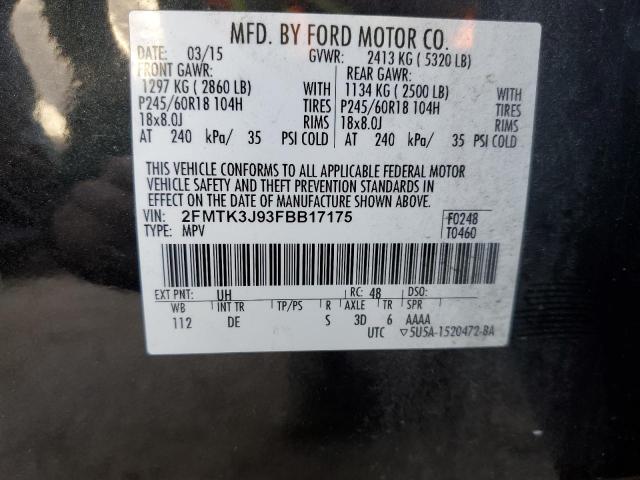 MFD. BY FORD MOTOR CO.
DATE: 03/15 GVWR: 2413 KG ( 5320 LB)
FRONT GAWR: REAR GAWR:
1297 KG ( 2860 LB) WITH 1134 KG ( 2500 LB) WITH
P245/60R18 104H TIRES P245/60R18 104H TIRES
18x8.0J RIMS 18x8.0J RIMS
AT 240 kPa/ 35 PSI COLD AT 240 kPa/ 35 PSI COLD
THIS VEHICLE CONFORMS TO ALL APPLICABLE FEDERAL MOTOR
VEHICLE SAFETY AND THEFT PREVENTION STANDARDS IN
EFFECT ON THE DATE OF MANUFACTURE SHOWN ABOVE.
VIN: 2FMTK3J93FBB17175 F0248
TYPE: MPV T0460
EXT PNT: UH RC: 48 DSO:
WB INT TR TP/PS R AXLE TR SPR
112 DE S 3D 6 AAAA
UTC ▽5U5A-1520472-BA